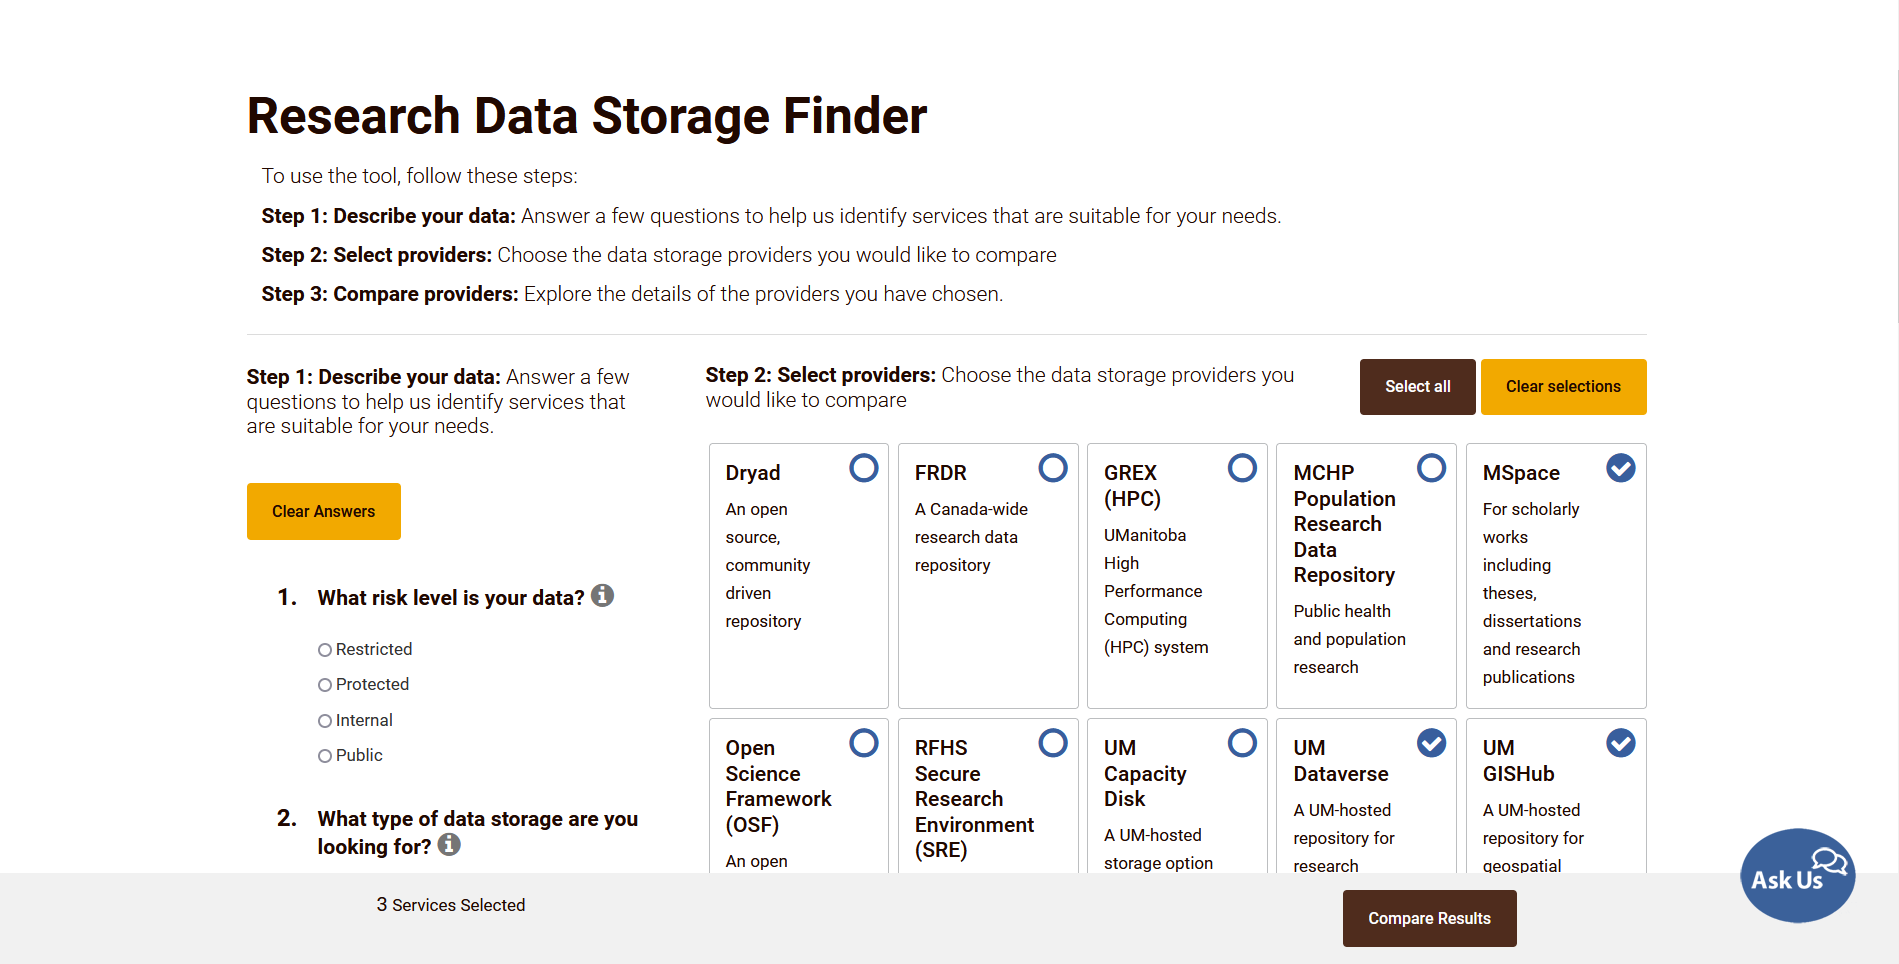 Research Data Storage Finder
To use the tool, follow these steps:
Step 1: Describe your data: Answer a few questions to help us identify services that are suitable for your needs.
Step 2: Select providers: Choose the data storage providers you would like to compare
Step 3: Compare providers: Explore the details of the providers you have chosen.
Step 1: Describe your data: Answer a few
questions to help us identify services that
are suitable for your needs.
Clear Answers
1. What risk level is your data?
Restricted
Protected
Internal
Public
2. What type of data storage are you
looking for?
Step 2: Select providers: Choose the data storage providers you
would like to compare
Select all
Clear selections
Dryad
An open
source,
community
driven
repository
FRDR
A Canada-wide
research data
repository
GREX
(HPC)
UManitoba
High
Performance
Computing
(HPC) system
MCHP
Population
Research
Data
Repository
Public health
and population
research
MSpace
For scholarly
works
including
theses,
dissertations
and research
publications
Open
Science
Framework
(OSF)
An open
RFHS
Secure
Research
Environment
(SRE)
UM
Capacity
Disk
A UM-hosted
storage option
UM
Dataverse
A UM-hosted
repository for
research
UM
GISHub
A UM-hosted
repository for
geospatial
3 Services Selected
Compare Results
Ask Us